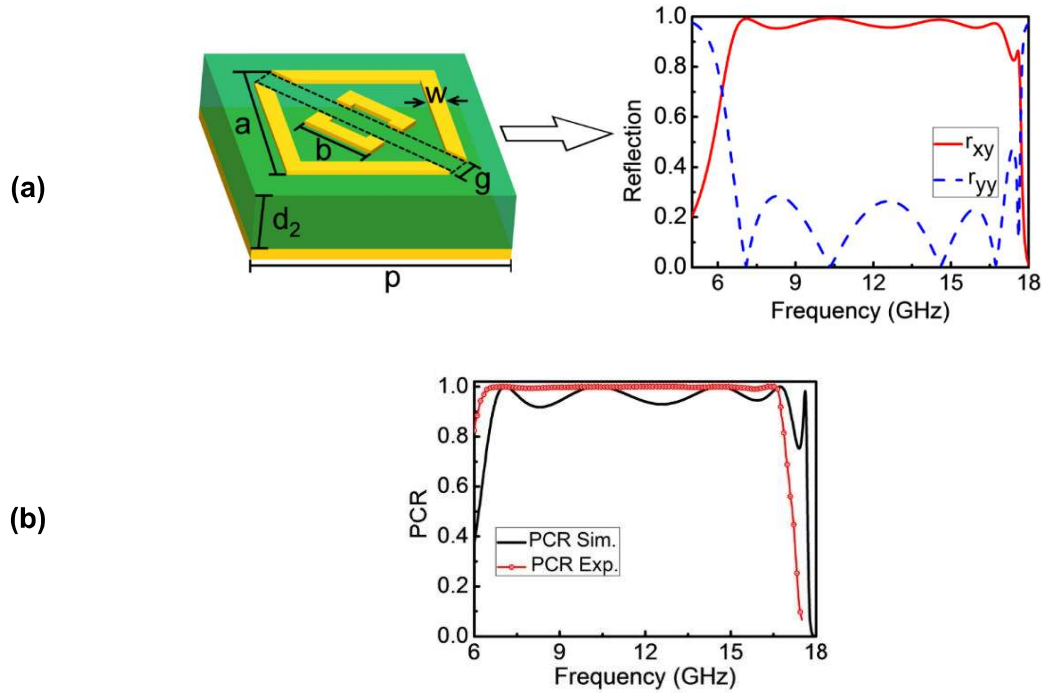 (a)
a
b
w
g
d2
p
Reflection
1.0
0.8
0.6
0.4
0.2
0.0
rxy
ryy
6 9 12 15 18
Frequency (GHz)
(b)
PCR
1.0
0.8
0.6
0.4
0.2
0.0
PCR Sim.
PCR Exp.
6 9 12 15 18
Frequency (GHz)